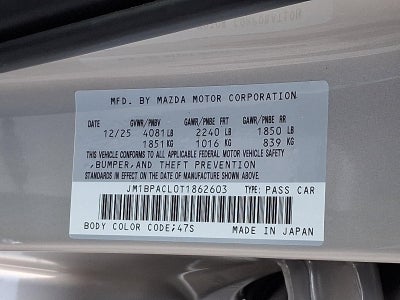 MFD. BY MAZDA MOTOR CORPORATION
GVWR/PNBV GAWR/PNBE FRT GAWR/PNBE RR
12/25 4081 LB 2240 LB 1850 LB
1851 KG 1016 KG 839 KG
THIS VEHICLE CONFORMS TO ALL APPLICABLE FEDERAL MOTOR VEHICLE SAFETY
,BUMPER,AND THEFT PREVENTION
STANDARDS IN EFFECT ON THE DATE OF MANUFACTURE SHOWN ABOVE.
JM1BPACL0T1862603 TYPE: PASS CAR
BODY COLOR CODE;47S MADE IN JAPAN